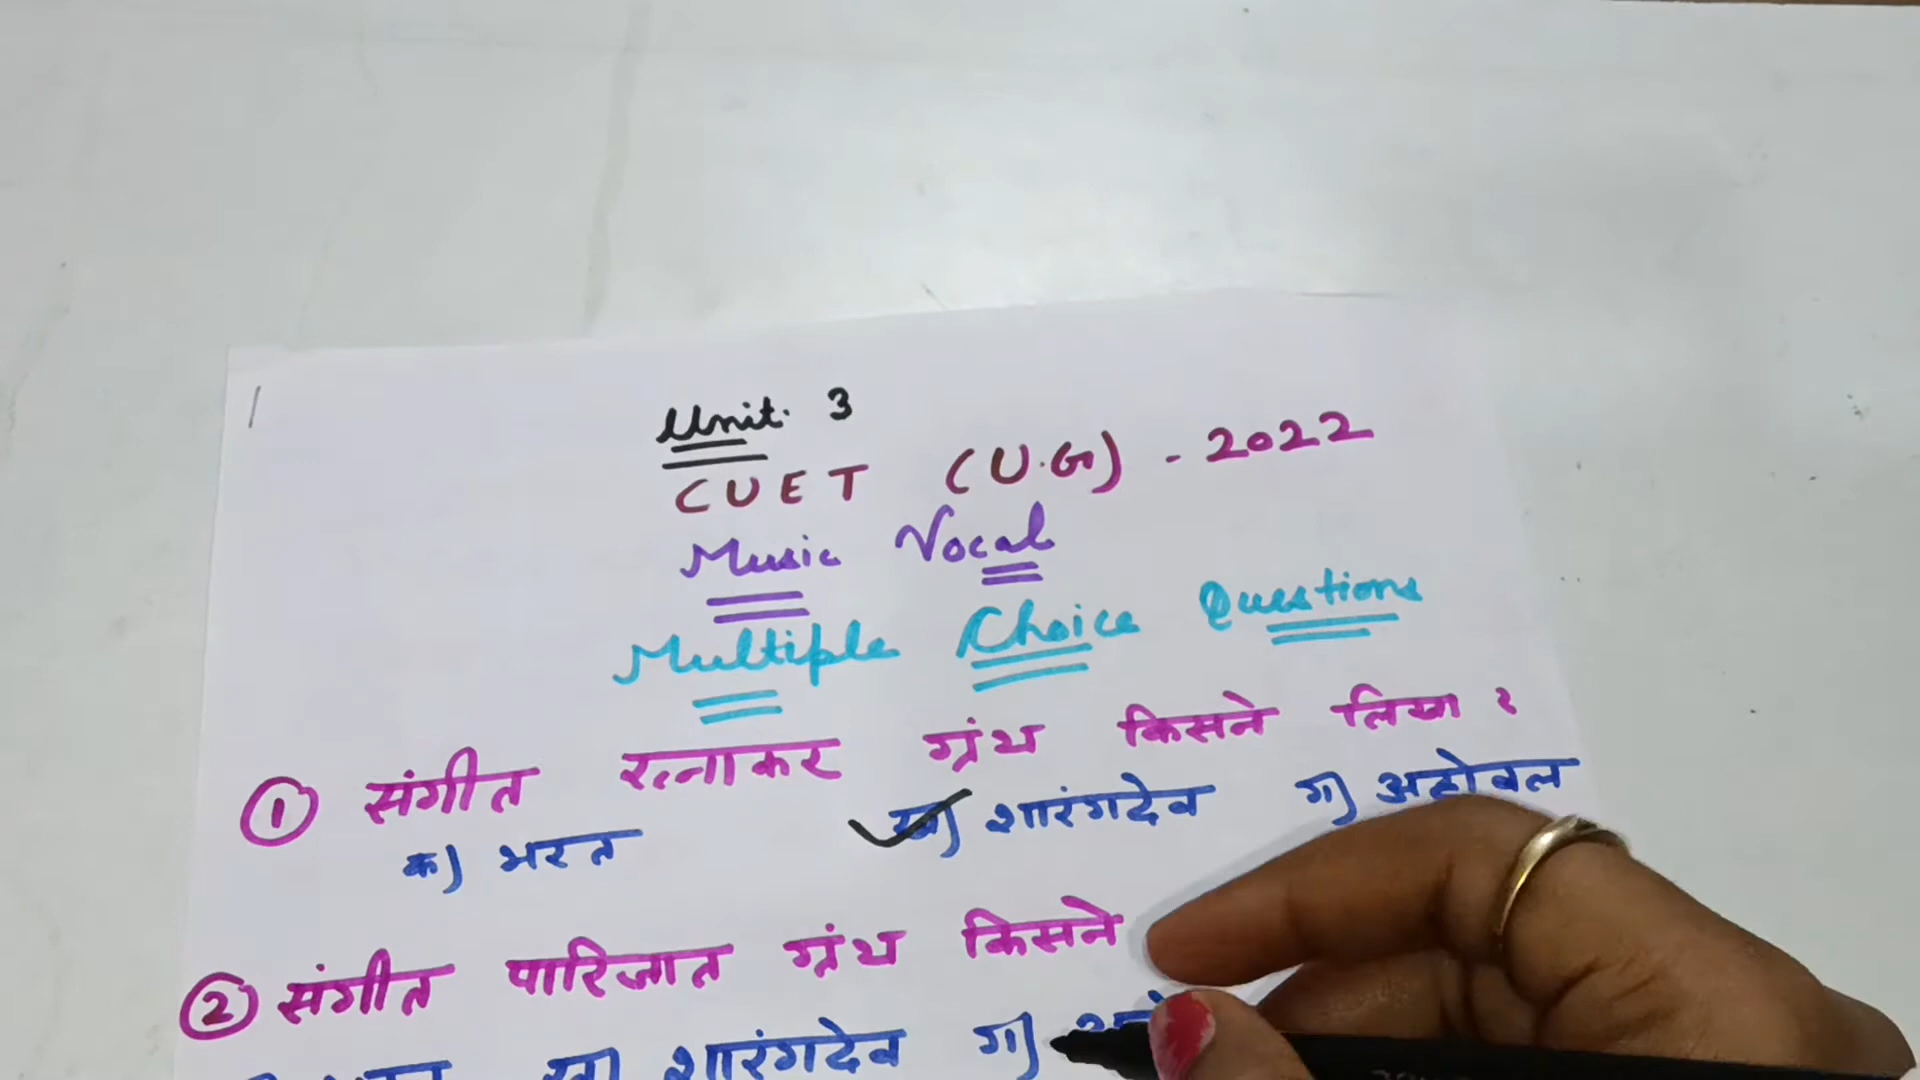 Unit. 3
CUET (U.G) - 2022
Music Vocal
Multiple Choice Questions
① संगीत रत्नाकर ग्रंथ किसने लिखा ?
क) भरत ख) शारंगदेव ग) अहोबल
② संगीत पारिजात ग्रंथ किसने
भरत ख) शारंगदेव ग)